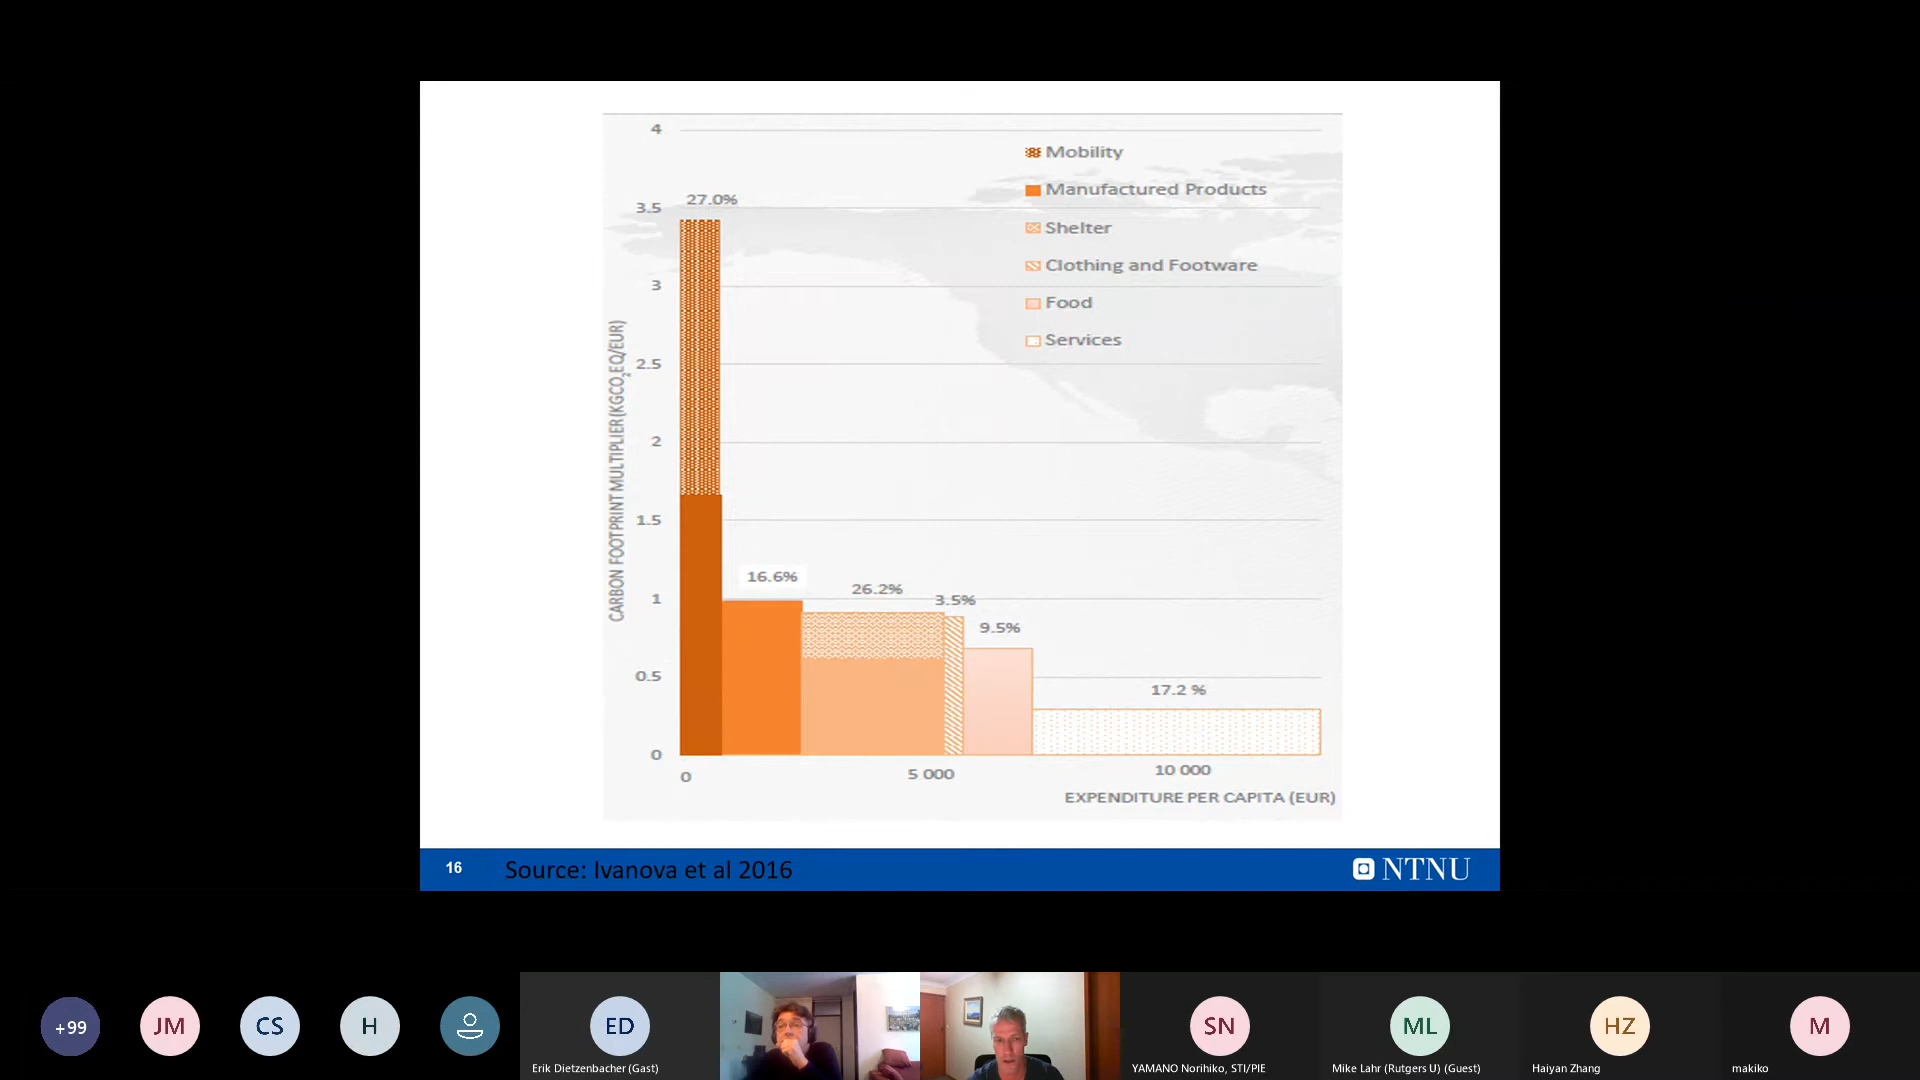 4
3.5
3
2.5
2
1.5
1
0.5
0
CARBON FOOTPRINT MULTIPLIER (KGCO2EQ/EUR)
27.0%
16.6%
26.2%
3.5%
9.5%
17.2 %
Mobility
Manufactured Products
Shelter
Clothing and Footware
Food
Services
0
5 000
10 000
EXPENDITURE PER CAPITA (EUR)
16
Source: Ivanova et al 2016
NTNU
+99
JM
CS
H
ED
Erik Dietzenbacher (Gast)
SN
YAMANO Norihiko, STI/PIE
ML
Mike Lahr (Rutgers U) (Guest)
HZ
Haiyan Zhang
M
makiko